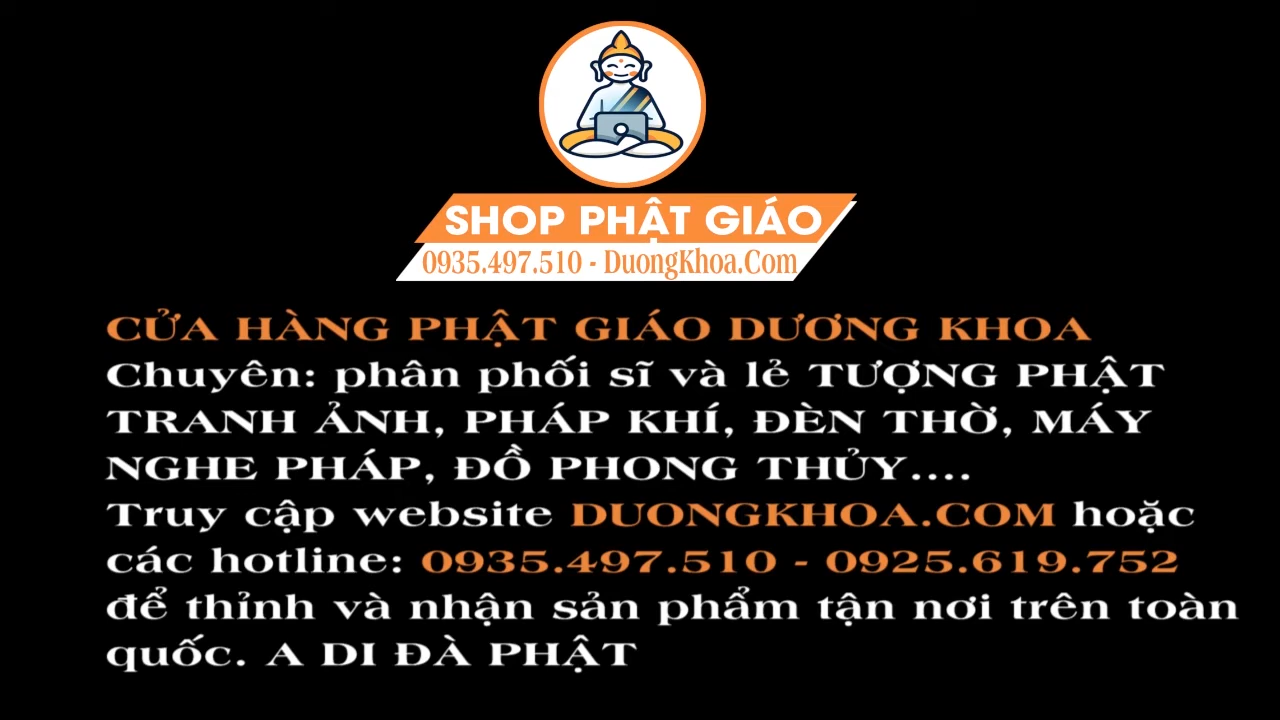 SHOP PHẬT GIÁO
0935.497.510 - DuongKhoa.Com
CỬA HÀNG PHẬT GIÁO DƯƠNG KHOA
Chuyên: phân phối sĩ và lẻ TƯỢNG PHẬT
TRANH ẢNH, PHÁP KHÍ, ĐÈN THỜ, MÁY
NGHE PHÁP, ĐỒ PHONG THỦY....
Truy cập website DUONGKHOA.COM hoặc
các hotline: 0935.497.510 - 0925.619.752
để thỉnh và nhận sản phẩm tận nơi trên toàn
quốc. A DI ĐÀ PHẬT